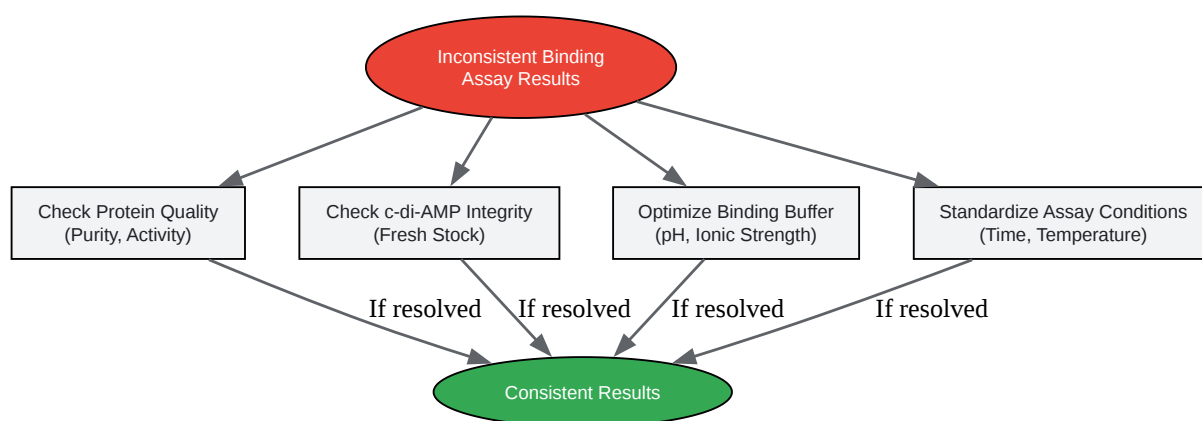 Inconsistent Binding
Assay Results
Check Protein Quality
(Purity, Activity)
Check c-di-AMP Integrity
(Fresh Stock)
Optimize Binding Buffer
(pH, Ionic Strength)
Standardize Assay Conditions
(Time, Temperature)
If resolved
If resolved
If resolved
If resolved
Consistent Results